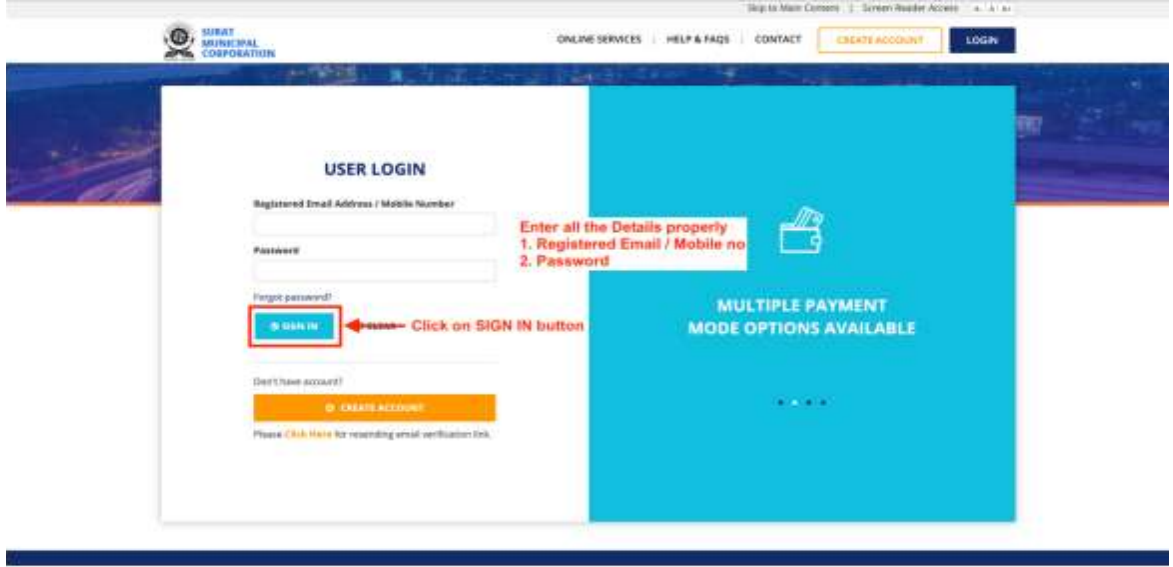 Skip to Main Content | Screen Reader Access
SURAT
MUNICIPAL
CORPORATION
ONLINE SERVICES | HELP & FAQS | CONTACT
CREATE ACCOUNT
LOGIN
USER LOGIN
Registered Email Address / Mobile Number
Password
Forgot password?
SIGN IN
Click on SIGN IN button
Enter all the Details properly
1. Registered Email / Mobile no
2. Password
Don't have account?
CREATE ACCOUNT
Please Click Here for resending email verification link.
MULTIPLE PAYMENT
MODE OPTIONS AVAILABLE